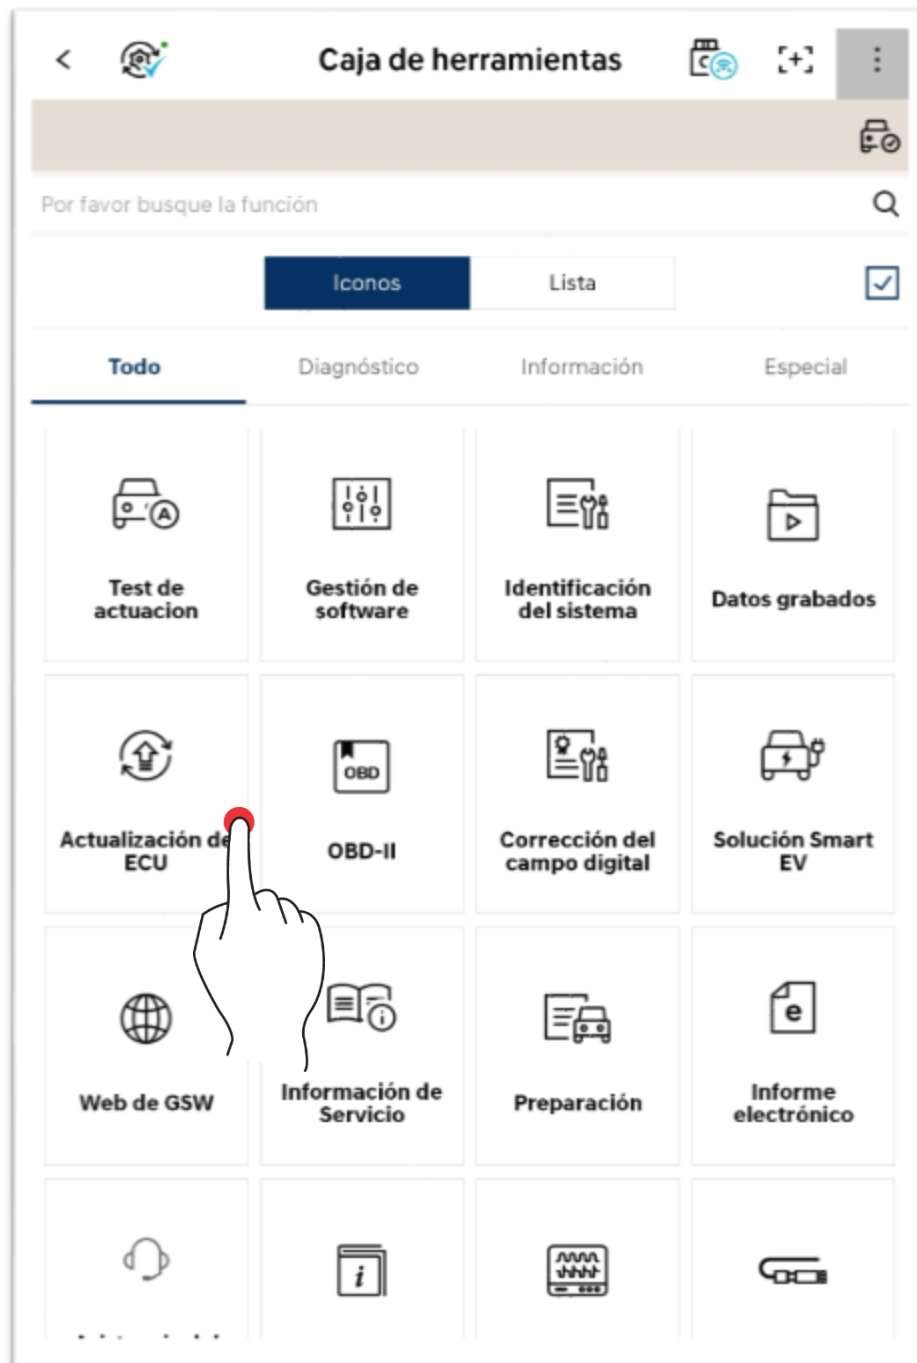 Caja de herramientas
Por favor busque la función
Iconos
Lista
Todo
Diagnóstico
Información
Especial
Test de
actuacion
Gestión de
software
Identificación
del sistema
Datos grabados
Actualización de
ECU
OBD
OBD-II
Corrección del
campo digital
Solución Smart
EV
Web de GSW
Información de
Servicio
Preparación
e
Informe
electrónico
i